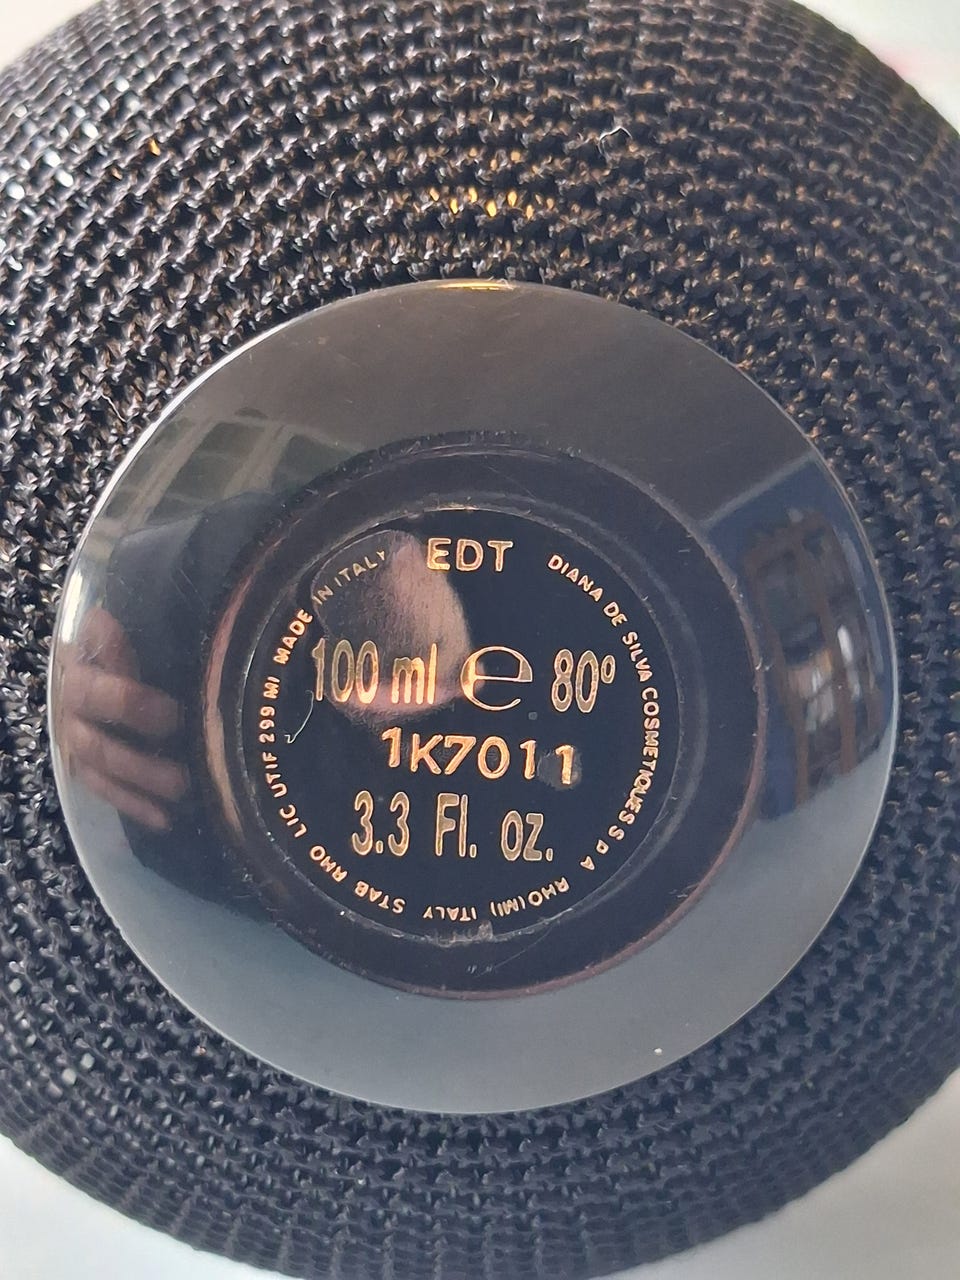 EDT
100 ml ℮ 80º
1K7011
3.3 Fl. oz.
DIANA DE SILVA COSMETIQUES S P A RHO (MI) ITALY STAB RHO LIC UTIF 299 MI MADE IN ITALY